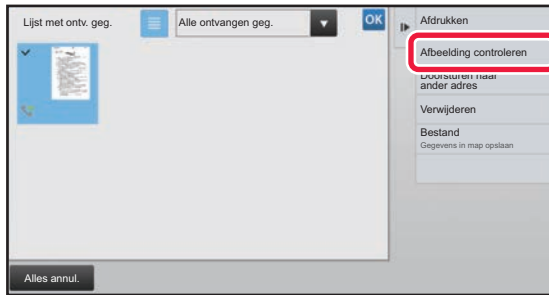 Lijst met ontv. geg.
Alle ontvangen geg.
OK
Afdrukken
Afbeelding controleren
Doorsturen naar
ander adres
Verwijderen
Bestand
Gegevens in map opslaan
Alles annul.